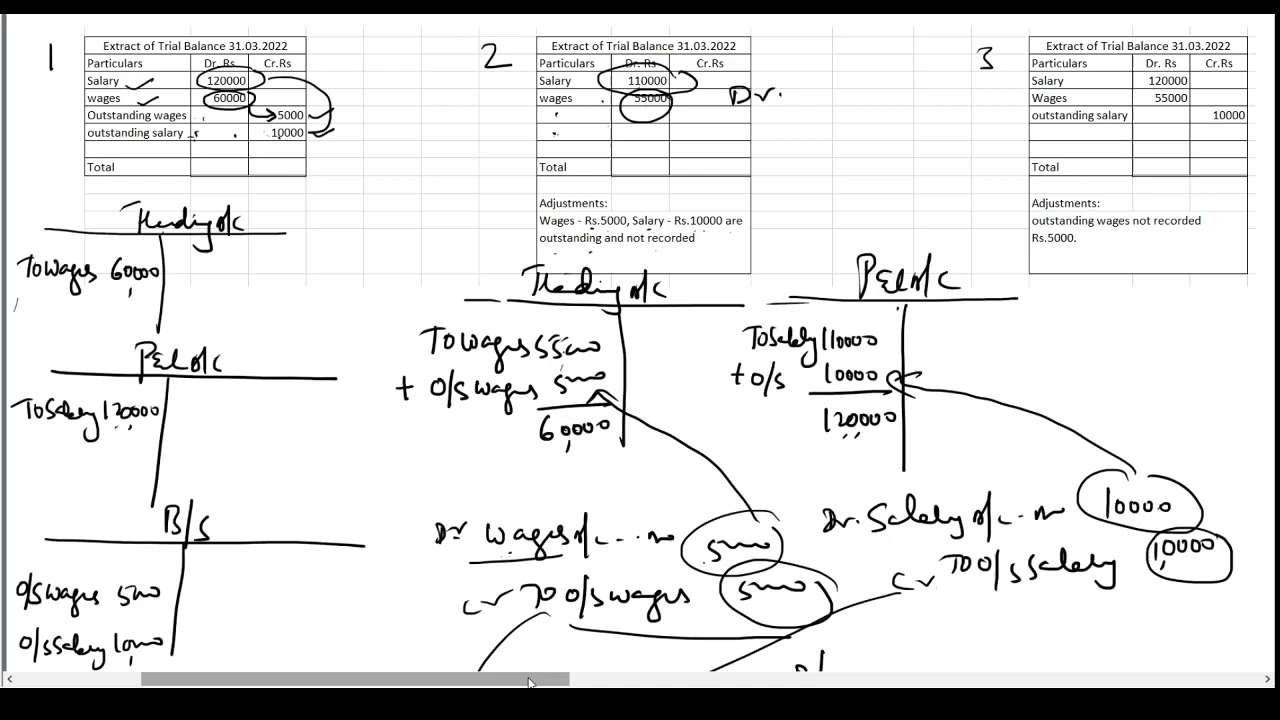 1
Extract of Trial Balance 31.03.2022
Particulars Dr. Rs Cr.Rs
Salary 120000
wages 60000
Outstanding wages 5000
outstanding salary 10000
Total
Trading A/C
To wages 60000
P&L A/C
To Salary 120000
B/S
O/S wages 5000
O/S Salary 10000
2
Extract of Trial Balance 31.03.2022
Particulars Dr. Rs Cr.Rs
Salary 110000
wages 55000
Dr.
Total
Adjustments:
Wages - Rs.5000, Salary - Rs.10000 are
outstanding and not recorded
Trading A/C
To wages 55000
+ O/S wages 5000
60000
Dr wages A/C 5000
Cr To O/S wages 5000
P&L A/C
To Salary 110000
+ O/S 10000
120000
Dr. Salary A/C 10000
Cr To O/S Salary 10000
3
Extract of Trial Balance 31.03.2022
Particulars Dr. Rs Cr.Rs
Salary 120000
Wages 55000
outstanding salary 10000
Total
Adjustments:
outstanding wages not recorded
Rs.5000.